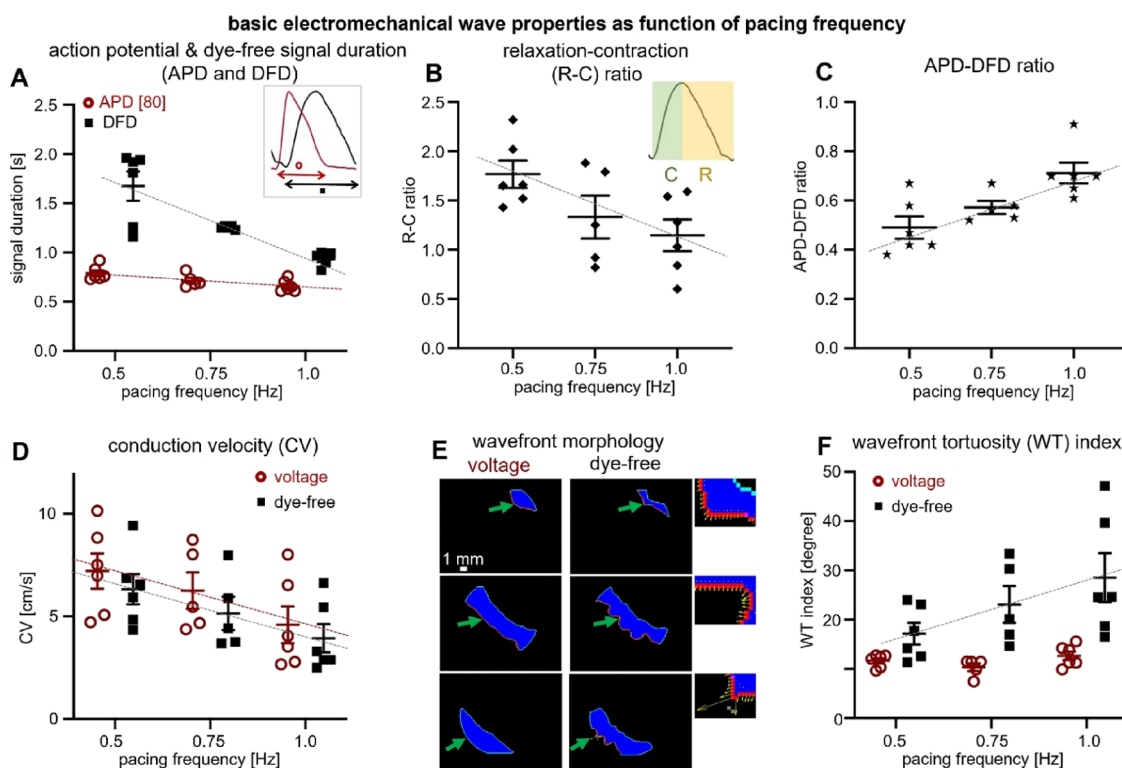 basic electromechanical wave properties as function of pacing frequency
action potential & dye-free signal duration
(APD and DFD)
A
APD [80]
DFD
2.5
2.0
1.5
1.0
0.5
0.0
signal duration [s]
0.5 0.75 1.0
pacing frequency [Hz]
relaxation-contraction
(R-C) ratio
B
2.5
2.0
1.5
1.0
0.5
0.0
R-C ratio
C R
0.5 0.75 1.0
pacing frequency [Hz]
APD-DFD ratio
C
1.0
0.8
0.6
0.4
0.2
0.0
APD-DFD ratio
0.5 0.75 1.0
pacing frequency [Hz]
D conduction velocity (CV)
voltage
dye-free
10
5
0
CV [cm/s]
0.5 0.75 1.0
pacing frequency [Hz]
E wavefront morphology
voltage dye-free
1 mm
F wavefront tortuosity (WT) index
voltage
dye-free
50
50
30
20
10
0
WT index [degree]
0.5 0.75 1.0
pacing frequency [Hz]